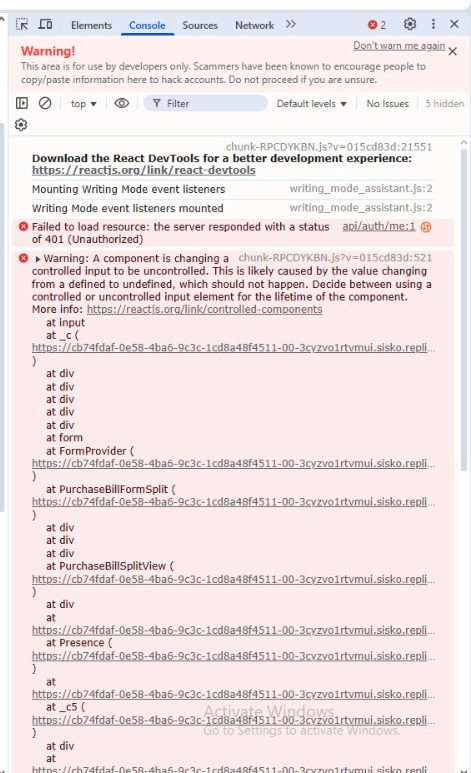 Elements Console Sources Network 2
Warning! Don't warn me again
This area is for use by developers only. Scammers have been known to encourage people to
copy/paste information here to hack accounts. Do not proceed if you are unsure.
top Filter Default levels No Issues 5 hidden
chunk-RPCDYKBN.js?v=015cd83d:21551
Download the React DevTools for a better development experience:
https://reactjs.org/link/react-devtools
Mounting Writing Mode event listeners writing_mode_assistant.js:2
Writing Mode event listeners mounted writing_mode_assistant.js:2
Failed to load resource: the server responded with a status api/auth/me:1
of 401 (Unauthorized)
Warning: A component is changing a chunk-RPCDYKBN.js?v=015cd83d:521
controlled input to be uncontrolled. This is likely caused by the value changing
from a defined to undefined, which should not happen. Decide between using a
controlled or uncontrolled input element for the lifetime of the component.
More info: https://reactjs.org/link/controlled-components
at input
at _c (
https://cb74fdaf-0e58-4ba6-9c3c-1cd8a48f4511-00-3cyzvo1rtvmui.sisko.repli...
)
at div
at div
at div
at div
at div
at form
at FormProvider (
https://cb74fdaf-0e58-4ba6-9c3c-1cd8a48f4511-00-3cyzvo1rtvmui.sisko.repli...
)
at PurchaseBillFormSplit (
https://cb74fdaf-0e58-4ba6-9c3c-1cd8a48f4511-00-3cyzvo1rtvmui.sisko.repli...
)
at div
at div
at div
at PurchaseBillSplitView (
https://cb74fdaf-0e58-4ba6-9c3c-1cd8a48f4511-00-3cyzvo1rtvmui.sisko.repli...
)
at div
at
https://cb74fdaf-0e58-4ba6-9c3c-1cd8a48f4511-00-3cyzvo1rtvmui.sisko.repli...
at Presence (
https://cb74fdaf-0e58-4ba6-9c3c-1cd8a48f4511-00-3cyzvo1rtvmui.sisko.repli...
)
at
https://cb74fdaf-0e58-4ba6-9c3c-1cd8a48f4511-00-3cyzvo1rtvmui.sisko.repli...
at _c5 (
Activate Windows
https://cb74fdaf-0e58-4ba6-9c3c-1cd8a48f4511-00-3cyzvo1rtvmui.sisko.repli...
Go to Settings to activate Windows.
)
at div
at
https://cb74fdaf-0e58-4ba6-9c3c-1cd8a48f4511-00-3cyzvo1rtvmui.sisko.repli...